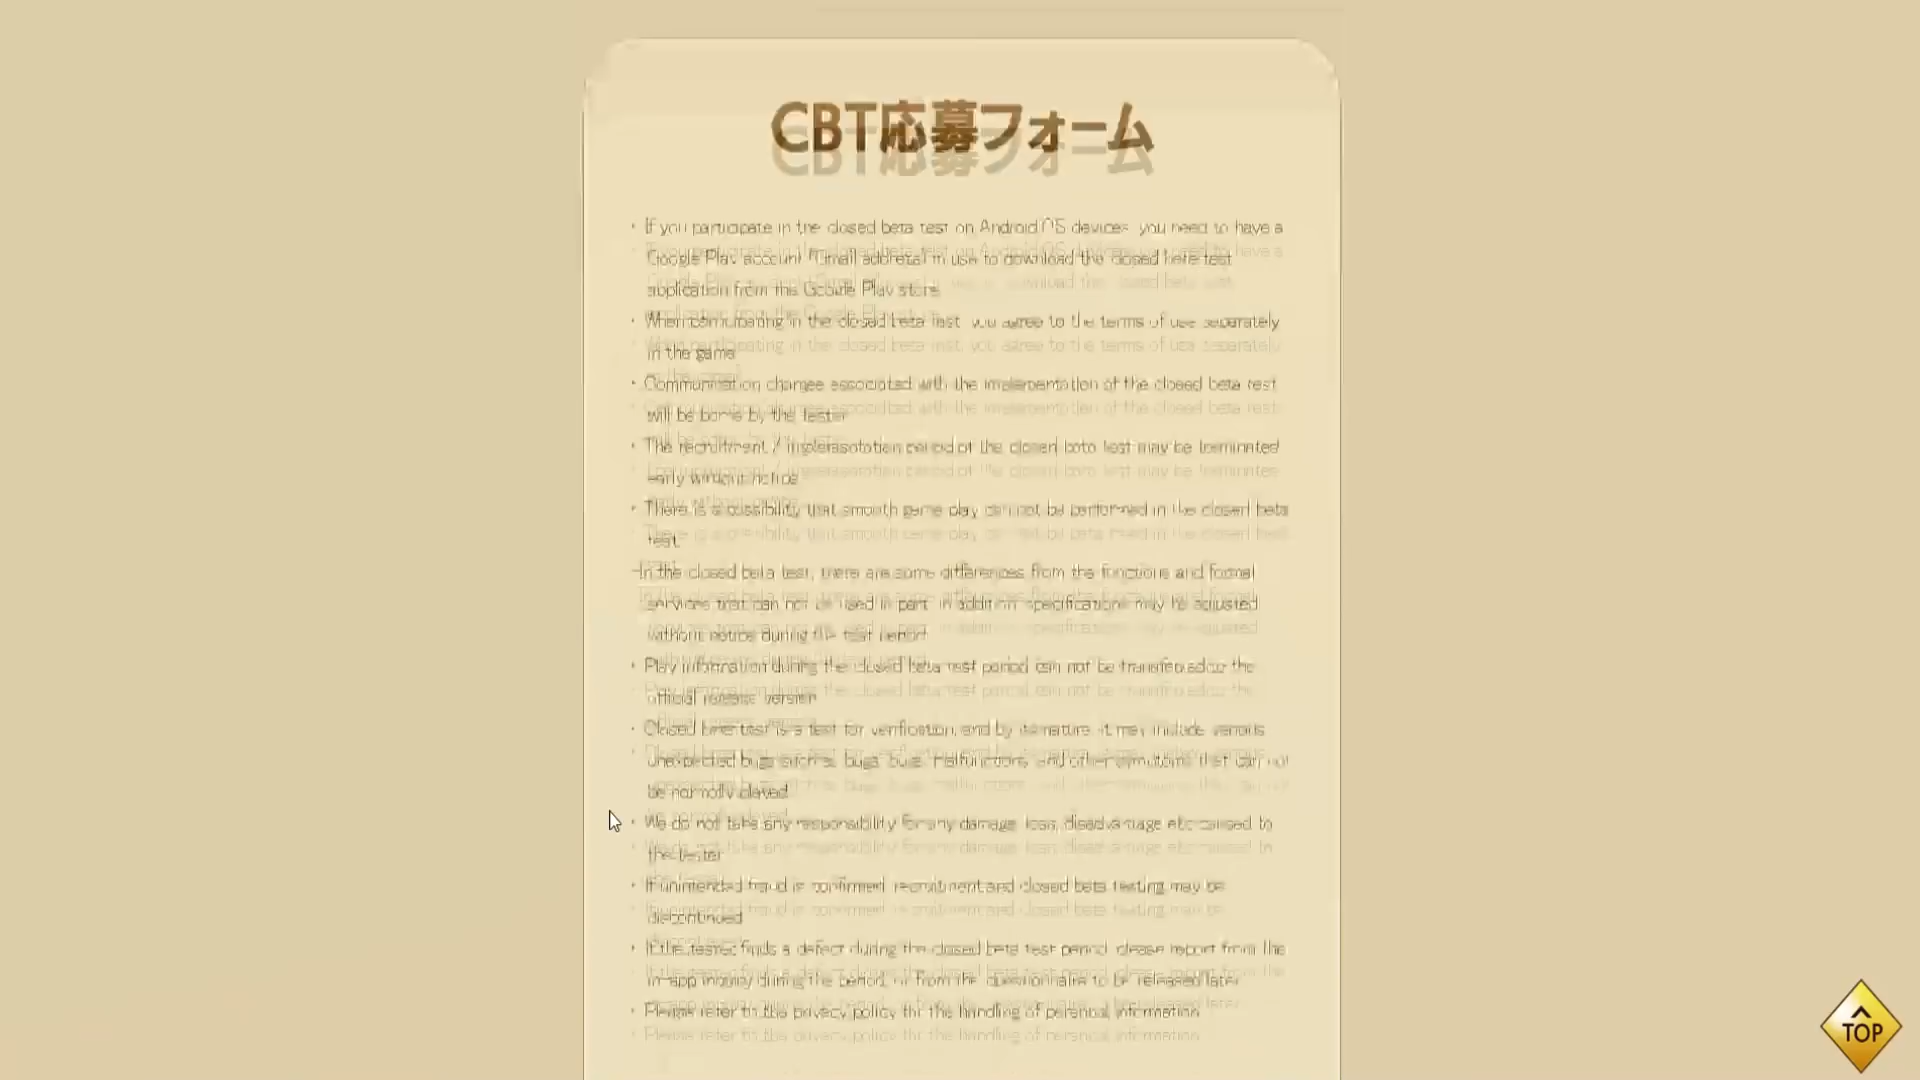 CBT応募フォーム
・ If you participate in the closed beta test on Android OS devices, you need to have a
Google Play account (Gmail address) in use to download the closed beta test
application from the Google Play store
・ When participating in the closed beta test, you agree to the terms of use separately
in the game
・ Communication charges associated with the implementation of the closed beta test
will be borne by the tester
・ The recruitment / implementation period of the closed beta test may be terminated
early without notice
・ There is a possibility that smooth game play can not be performed in the closed beta
test.
・In the closed beta test, there are some differences from the functions and formal
services that can not be used in part. In addition, specifications may be adjusted
without notice during the test period
・ Play information during the closed beta test period can not be transferred to the
official release version
・ Closed beta test is a test for verification, and by its nature, it may include various
unexpected bugs such as bugs, bugs, malfunctions, and other symptoms that can not
be normally played
・ We do not take any responsibility for any damage, loss, disadvantage etc caused to
the tester
・ If unintended fraud is confirmed, recruitment and closed beta testing may be
discontinued
・ If the tester finds a defect during the closed beta test period, please report from the
in-app inquiry during the period, or from the questionnaire to be released later
・ Please refer to the privacy policy for the handling of personal information
TOP